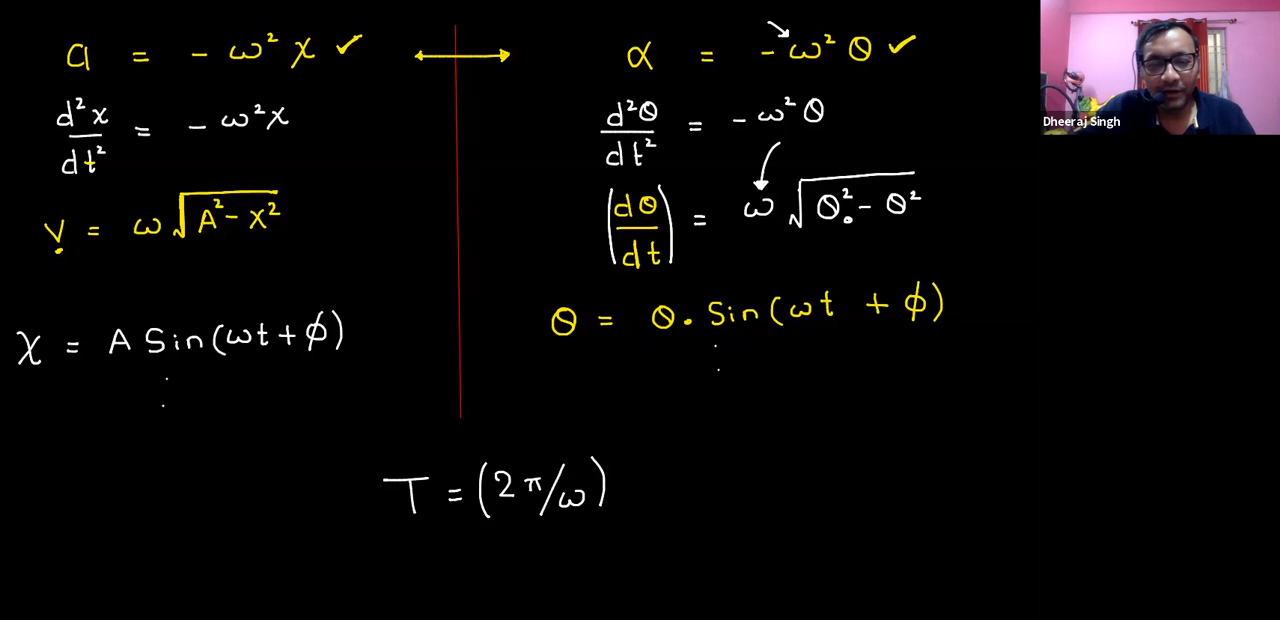 a = - ω² x ✓ ⟷ α = - ω² θ ✓
d²x/dt² = - ω²x
d²θ/dt² = - ω² θ
v = ω √(A² - x²)
(dθ/dt) = ω √(θ₀² - θ²)
x = A Sin(ωt + φ)
θ = θ₀ Sin(ωt + φ)
T = (2π/ω)
Dheeraj Singh